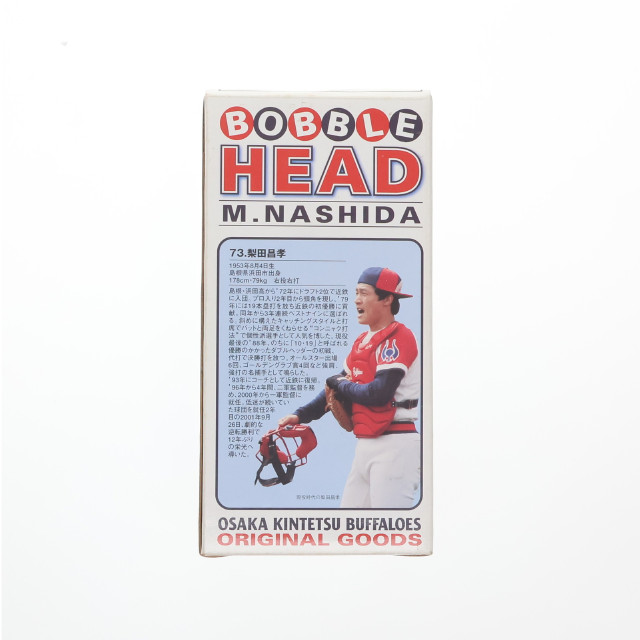 BOBBLE
HEAD
M.NASHIDA
73.梨田昌孝
1953年8月4日生
島根県浜田市出身
178cm・79kg 右投右打
島根・浜田高から'72年にドラフト2位で近鉄
に入団。プロ入り2年目から頭角を現し、'79
年には19本塁打を放ち近鉄の初優勝に貢
献。同年から3年連続ベストナインに選ばれ
る。斜めに構えたキャッチングスタイルと打
席でバットと両足をくねらせる"コンニャク打
法"で個性派選手として人気を博した。現役
最後の'88年、のちに「10・19」と呼ばれる
優勝のかかったダブルヘッダーの初戦、
代打で決勝打を放つ。オールスター出場
6回、ゴールデングラブ賞4回など強肩、
強打の名捕手として鳴らした。
'93年にコーチとして近鉄に復帰。
'96年から4年間、二軍監督を務
め、2000年から一軍監督に
就任。低迷が続いてい
た球団を就任2年
目の2001年9月
26日、劇的な
逆転勝利で
12年ぶり
の栄光へ
導いた。
現役時代の梨田選手
OSAKA KINTETSU BUFFALOES
ORIGINAL GOODS